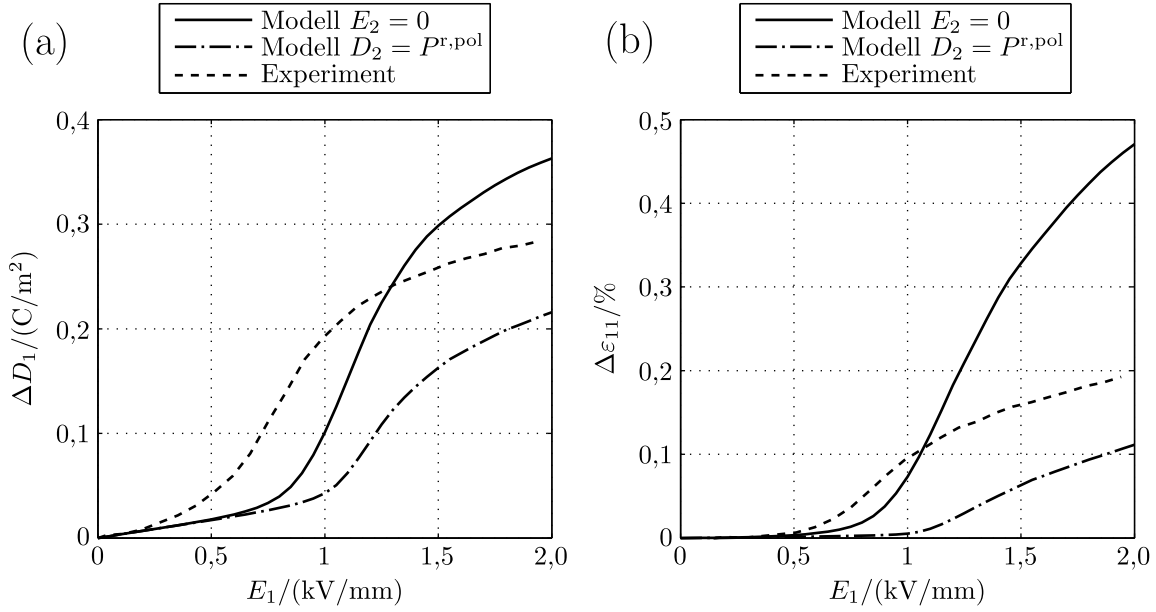 (a)
Modell E₂ = 0
Modell D₂ = Pʳ,ᵖᵒˡ
Experiment
ΔD₁/(C/m²)
0,4
0,3
0,2
0,1
0
0 0,5 1 1,5 2,0
E₁/(kV/mm)
(b)
Modell E₂ = 0
Modell D₂ = Pʳ,ᵖᵒˡ
Experiment
Δε₁₁/%
0,5
0,4
0,3
0,2
0,1
0
0 0,5 1 1,5 2,0
E₁/(kV/mm)